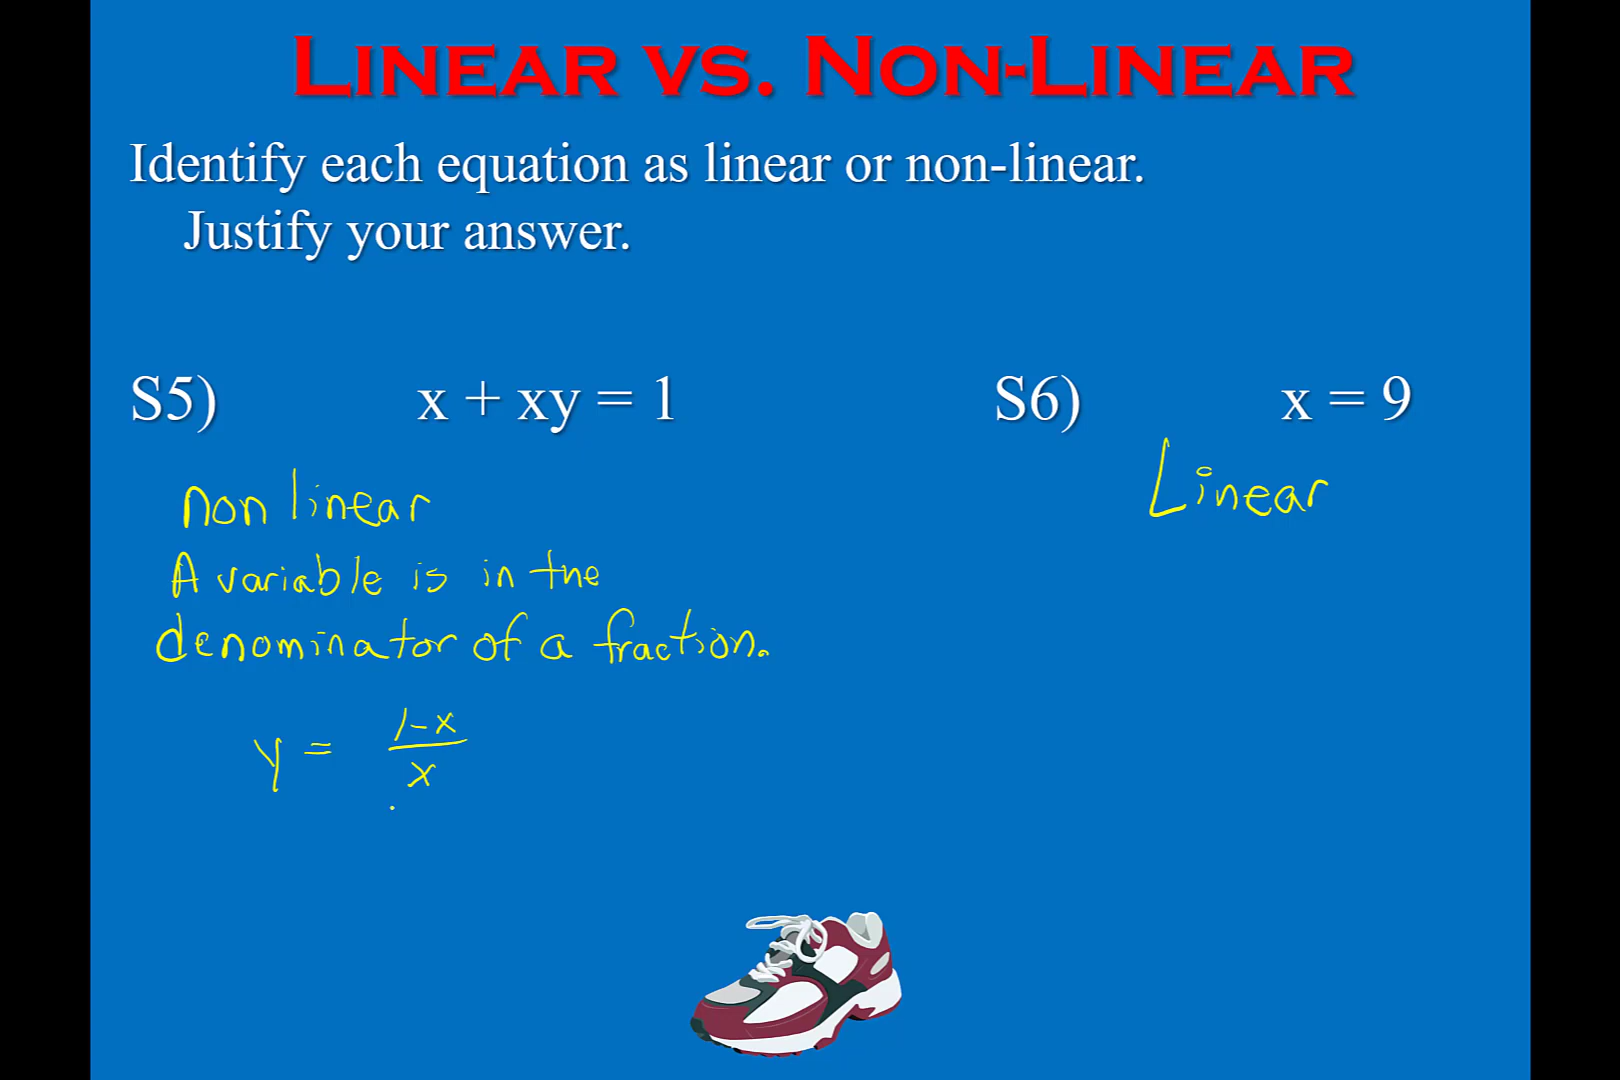 LINEAR VS. NON-LINEAR
Identify each equation as linear or non-linear.
Justify your answer.
S5) x + xy = 1 S6) x = 9
non linear Linear
A variable is in the
denominator of a fraction.
y = (1-x)/x